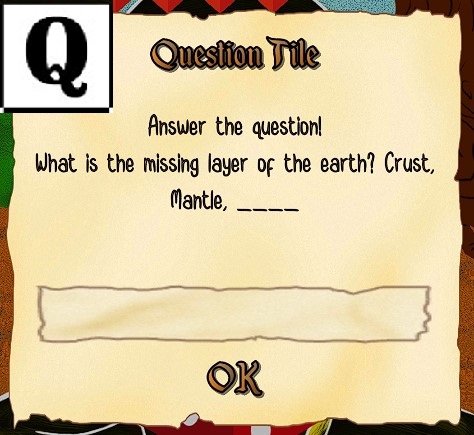 Q
Question Tile
Answer the question!
What is the missing layer of the earth? Crust,
Mantle, ____
OK